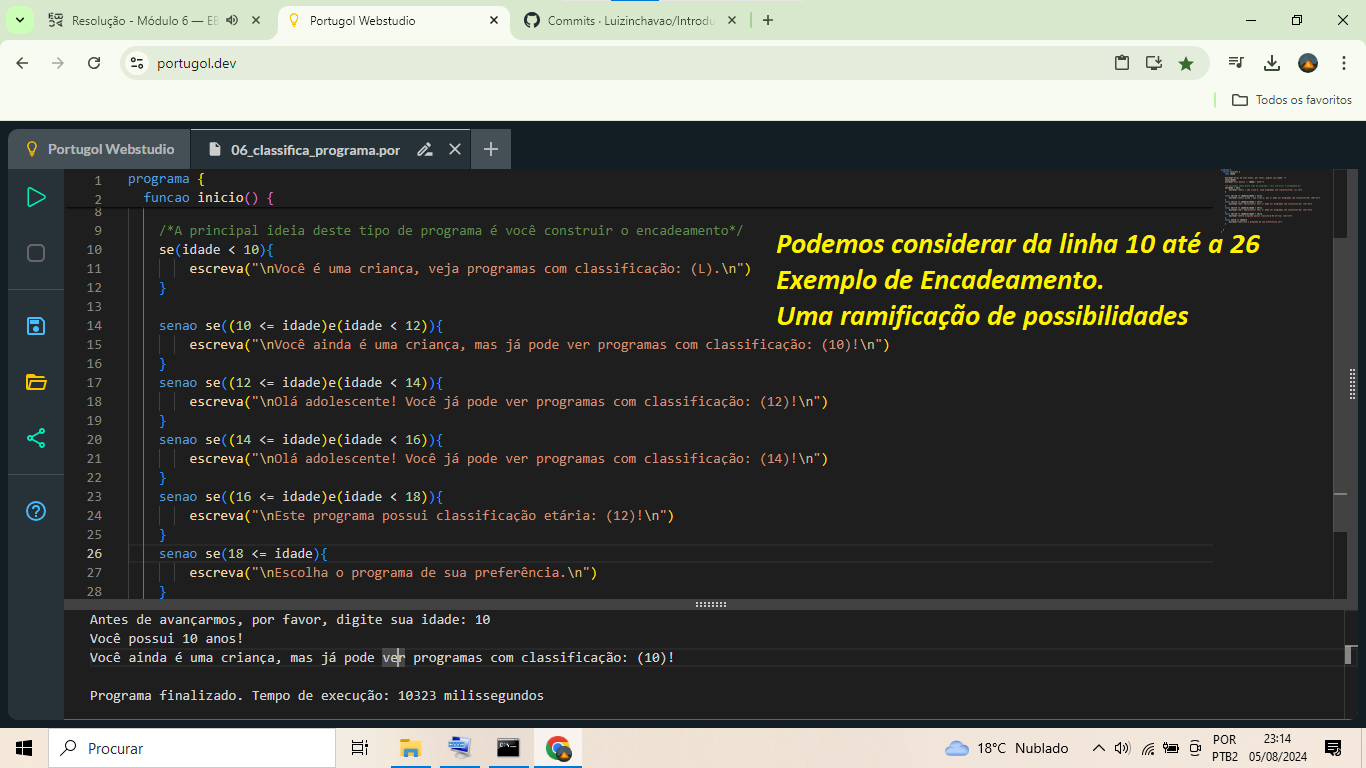 Resolução - Módulo 6 — EE
Portugol Webstudio
Commits · Luizinchavao/Introdu
portugol.dev
Todos os favoritos
Portugol Webstudio
06_classifica_programa.por
1 programa {
2 funcao inicio() {
8
9 /*A principal ideia deste tipo de programa é você construir o encadeamento*/
10 se(idade < 10){
11 escreva("\nVocê é uma criança, veja programas com classificação: (L).\n")
12 }
13
14 senao se((10 <= idade)e(idade < 12)){
15 escreva("\nVocê ainda é uma criança, mas já pode ver programas com classificação: (10)!\n")
16 }
17 senao se((12 <= idade)e(idade < 14)){
18 escreva("\nOlá adolescente! Você já pode ver programas com classificação: (12)!\n")
19 }
20 senao se((14 <= idade)e(idade < 16)){
21 escreva("\nOlá adolescente! Você já pode ver programas com classificação: (14)!\n")
22 }
23 senao se((16 <= idade)e(idade < 18)){
24 escreva("\nEste programa possui classificação etária: (12)!\n")
25 }
26 senao se(18 <= idade){
27 escreva("\nEscolha o programa de sua preferência.\n")
28 }
Podemos considerar da linha 10 até a 26
Exemplo de Encadeamento.
Uma ramificação de possibilidades
Antes de avançarmos, por favor, digite sua idade: 10
Você possui 10 anos!
Você ainda é uma criança, mas já pode ver programas com classificação: (10)!
Programa finalizado. Tempo de execução: 10323 milissegundos
Procurar
18°C Nublado
POR
PTB2
23:14
05/08/2024